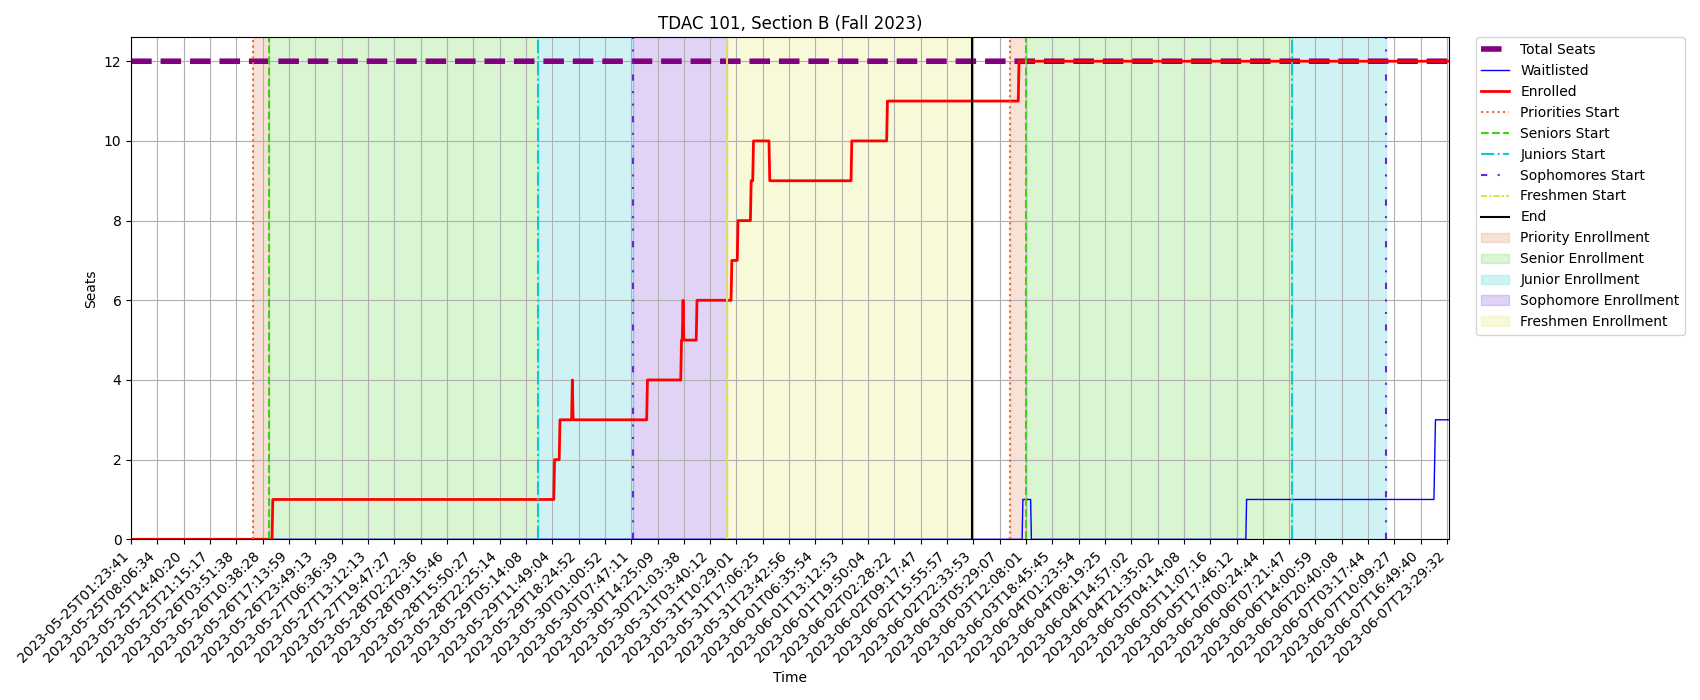 TDAC 101, Section B (Fall 2023)
Seats
12
10
8
6
4
2
0
2023-05-25T01:23:41
2023-05-25T08:06:34
2023-05-25T14:40:20
2023-05-25T21:15:17
2023-05-26T03:51:38
2023-05-26T10:38:28
2023-05-26T17:13:59
2023-05-26T23:49:13
2023-05-27T06:36:39
2023-05-27T13:12:13
2023-05-27T19:47:27
2023-05-28T02:22:36
2023-05-28T09:15:46
2023-05-28T15:50:27
2023-05-28T22:25:14
2023-05-29T05:14:08
2023-05-29T11:49:04
2023-05-29T18:24:52
2023-05-30T01:00:52
2023-05-30T07:47:11
2023-05-30T14:25:09
2023-05-30T21:03:38
2023-05-31T03:40:12
2023-05-31T10:29:01
2023-05-31T17:06:25
2023-05-31T23:42:56
2023-06-01T06:35:54
2023-06-01T13:12:53
2023-06-01T19:50:04
2023-06-02T02:28:22
2023-06-02T09:17:47
2023-06-02T15:55:57
2023-06-02T22:33:53
2023-06-03T05:29:07
2023-06-03T12:08:01
2023-06-03T18:45:45
2023-06-04T01:23:54
2023-06-04T08:19:25
2023-06-04T14:57:02
2023-06-04T21:35:02
2023-06-05T04:14:08
2023-06-05T11:07:16
2023-06-05T17:46:12
2023-06-06T00:24:44
2023-06-06T07:21:47
2023-06-06T14:00:59
2023-06-06T20:40:08
2023-06-07T03:17:44
2023-06-07T10:09:27
2023-06-07T16:49:40
2023-06-07T23:29:32
Time
Total Seats
Waitlisted
Enrolled
Priorities Start
Seniors Start
Juniors Start
Sophomores Start
Freshmen Start
End
Priority Enrollment
Senior Enrollment
Junior Enrollment
Sophomore Enrollment
Freshmen Enrollment